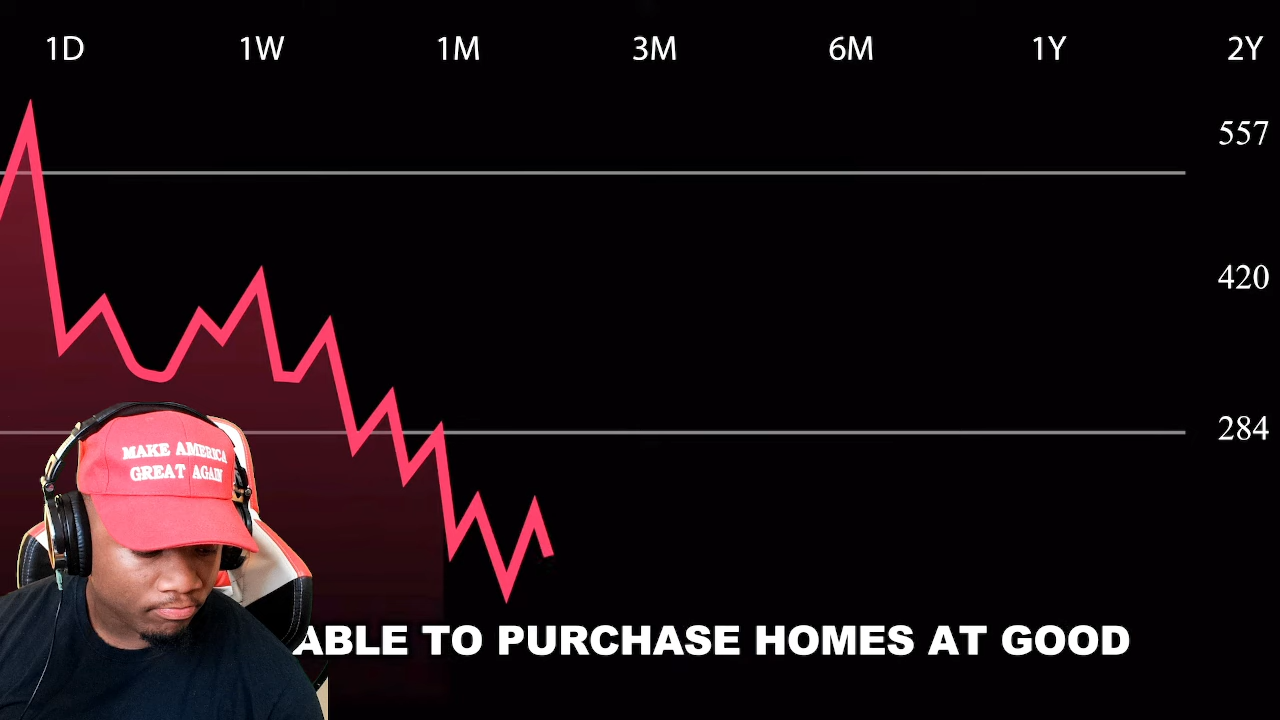 1D 1W 1M 3M 6M 1Y 2Y
557
420
284
MAKE AMERICA
GREAT AGAIN
ABLE TO PURCHASE HOMES AT GOOD